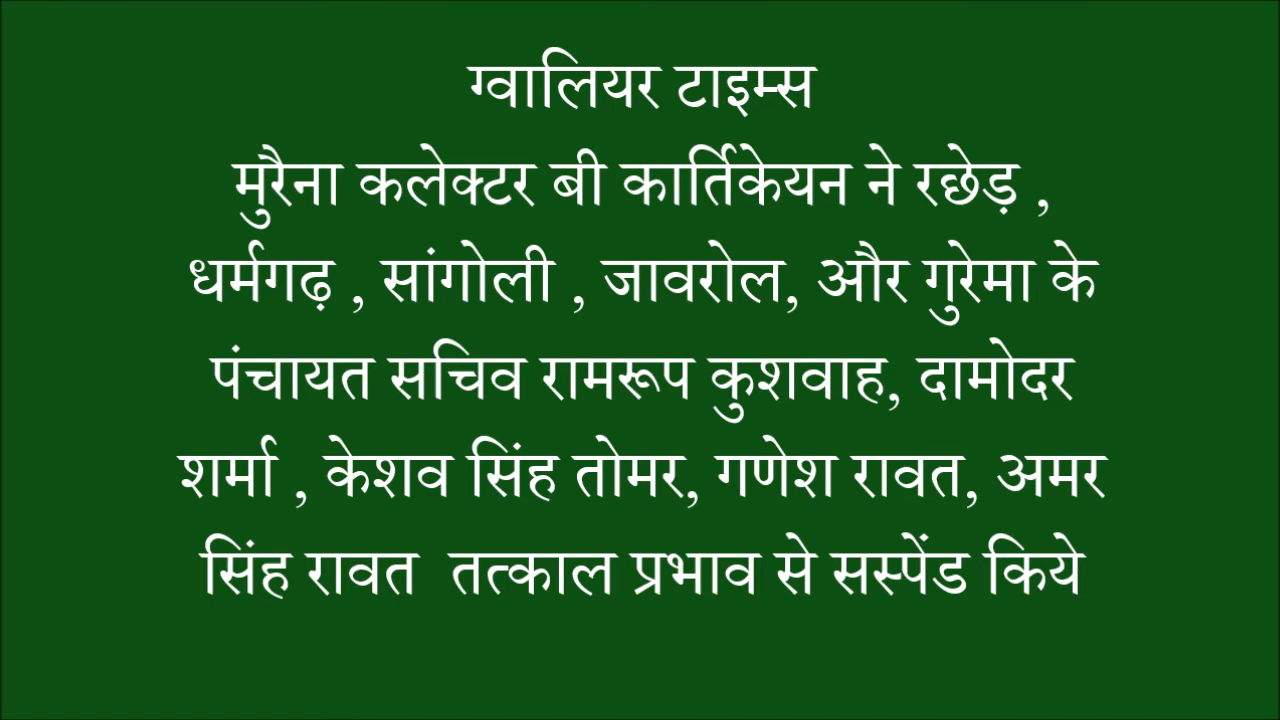 ग्वालियर टाइम्स
मुरैना कलेक्टर बी कार्तिकेयन ने रछेड़ ,
धर्मगढ़ , सांगोली , जावरोल, और गुरेमा के
पंचायत सचिव रामरूप कुशवाह, दामोदर
शर्मा , केशव सिंह तोमर, गणेश रावत, अमर
सिंह रावत  तत्काल प्रभाव से सस्पेंड किये